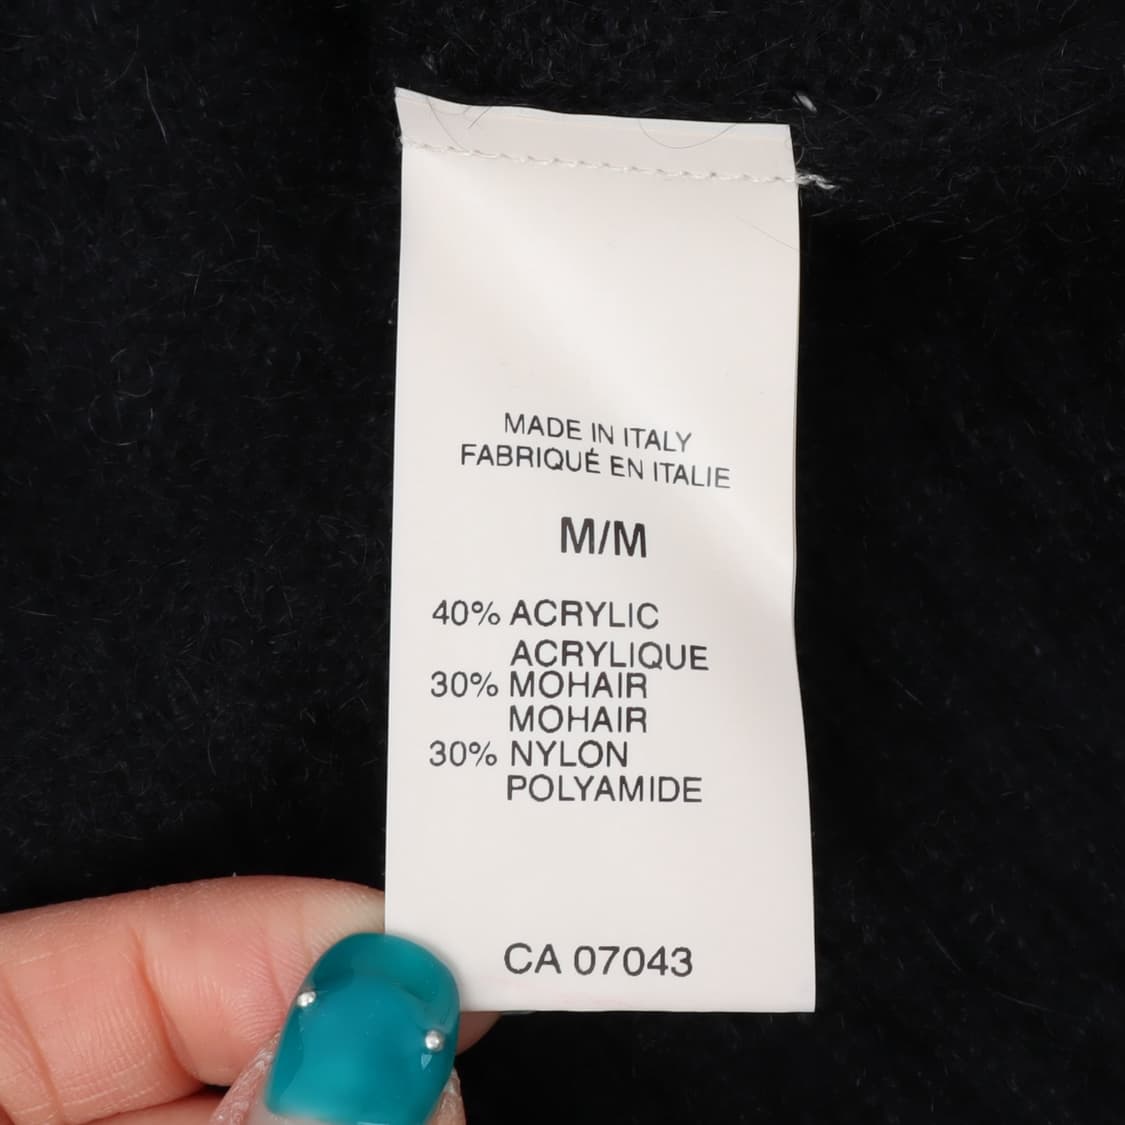 MADE IN ITALY
FABRIQUÉ EN ITALIE
M/M
40% ACRYLIC
ACRYLIQUE
30% MOHAIR
MOHAIR
30% NYLON
POLYAMIDE
CA 07043